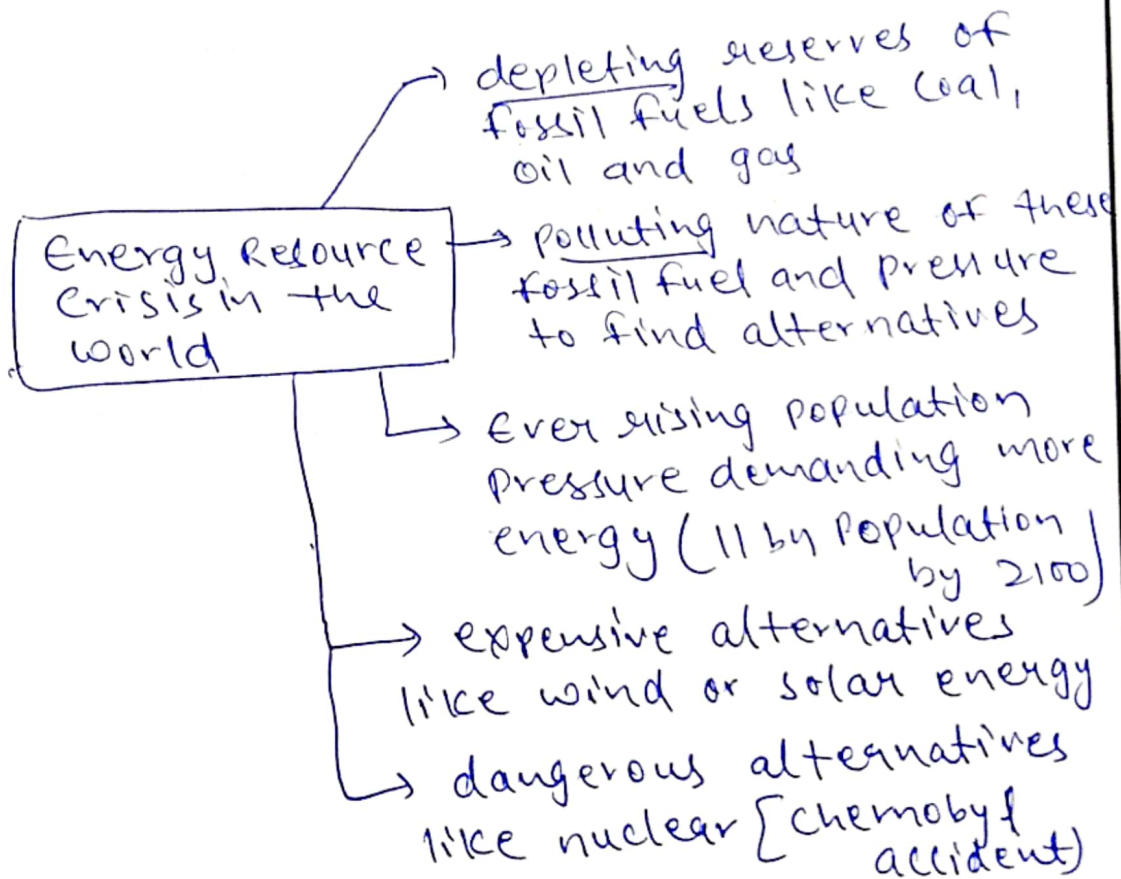 Energy Resource
Crisis in the
world
depleting reserves of
fossil fuels like Coal,
oil and gas
polluting nature of these
fossil fuel and pressure
to find alternatives
Ever rising population
pressure demanding more
energy (11 bn Population
by 2100)
expensive alternatives
like wind or solar energy
dangerous alternatives
like nuclear [Chernobyl
accident)